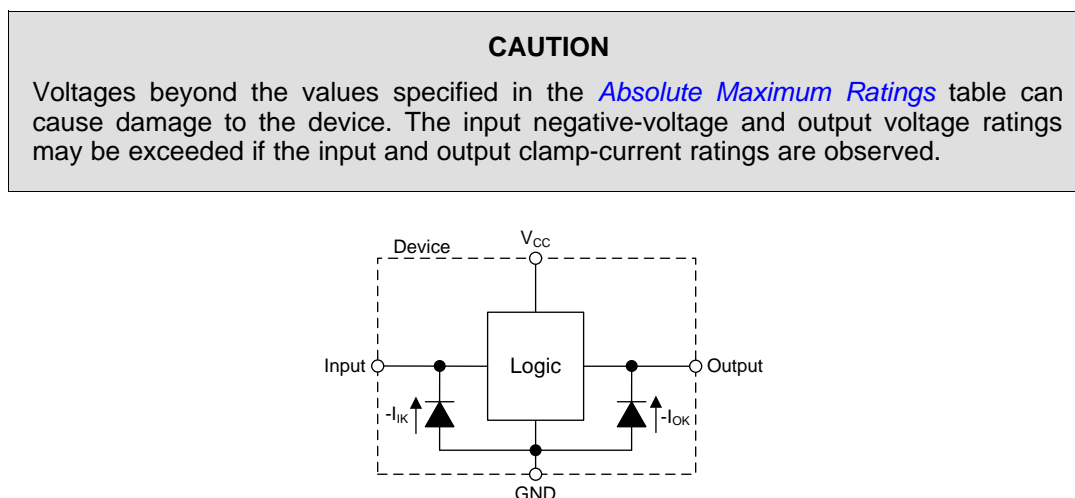 CAUTION
Voltages beyond the values specified in the Absolute Maximum Ratings table can
cause damage to the device. The input negative-voltage and output voltage ratings
may be exceeded if the input and output clamp-current ratings are observed.
Device
VCC
Input
Logic
Output
-IIK
-IOK
GND